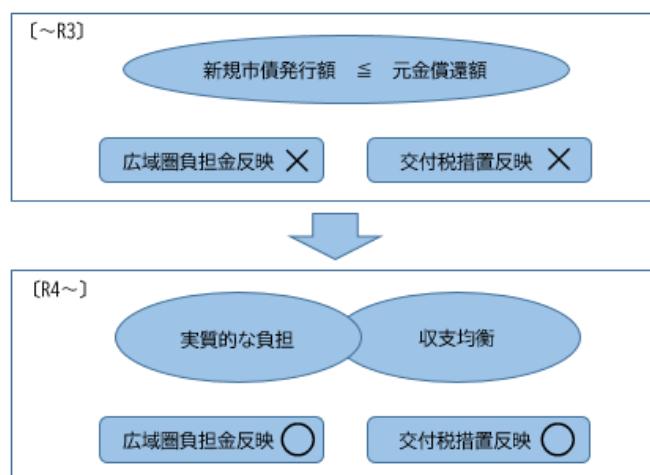 〔～R3〕
新規市債発行額　≦　元金償還額
広域圏負担金反映 ×
交付税措置反映 ×
〔R4～〕
実質的な負担
収支均衡
広域圏負担金反映 ○
交付税措置反映 ○